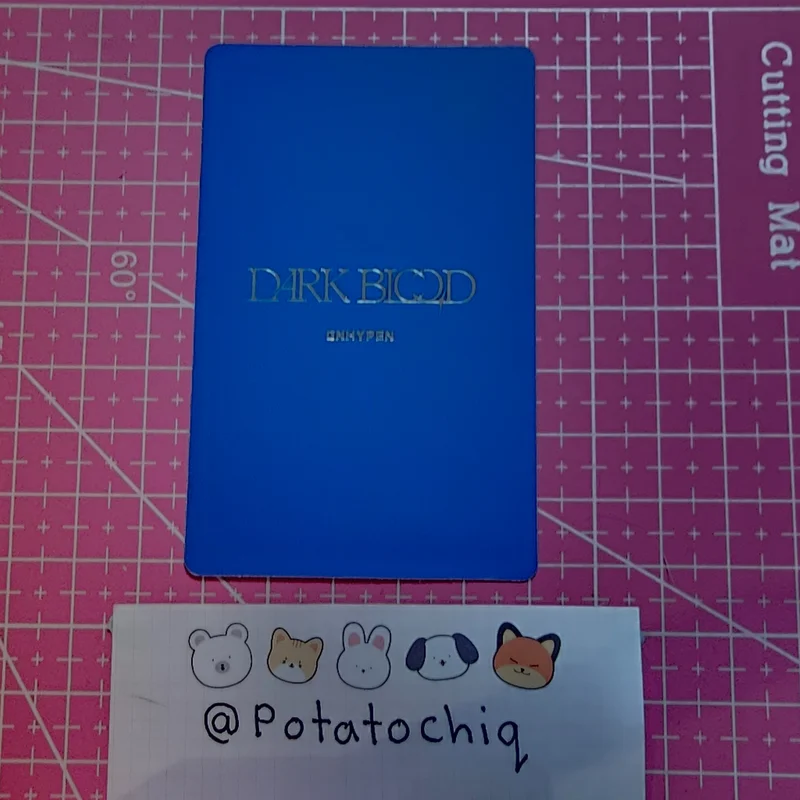 Cutting Mat
60°
DARK BLOOD
ENHYPEN
@Potatochiq